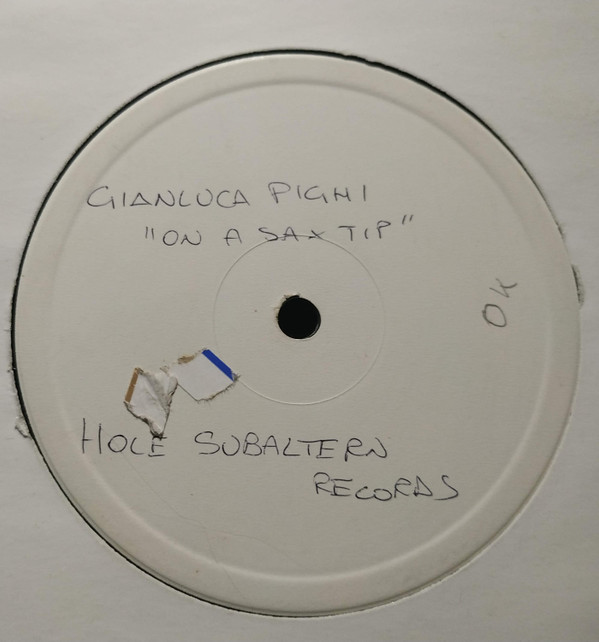 GIANLUCA PIGHI
"ON A SAX TIP"
OK
HOLE SUBALTERN
RECORDS